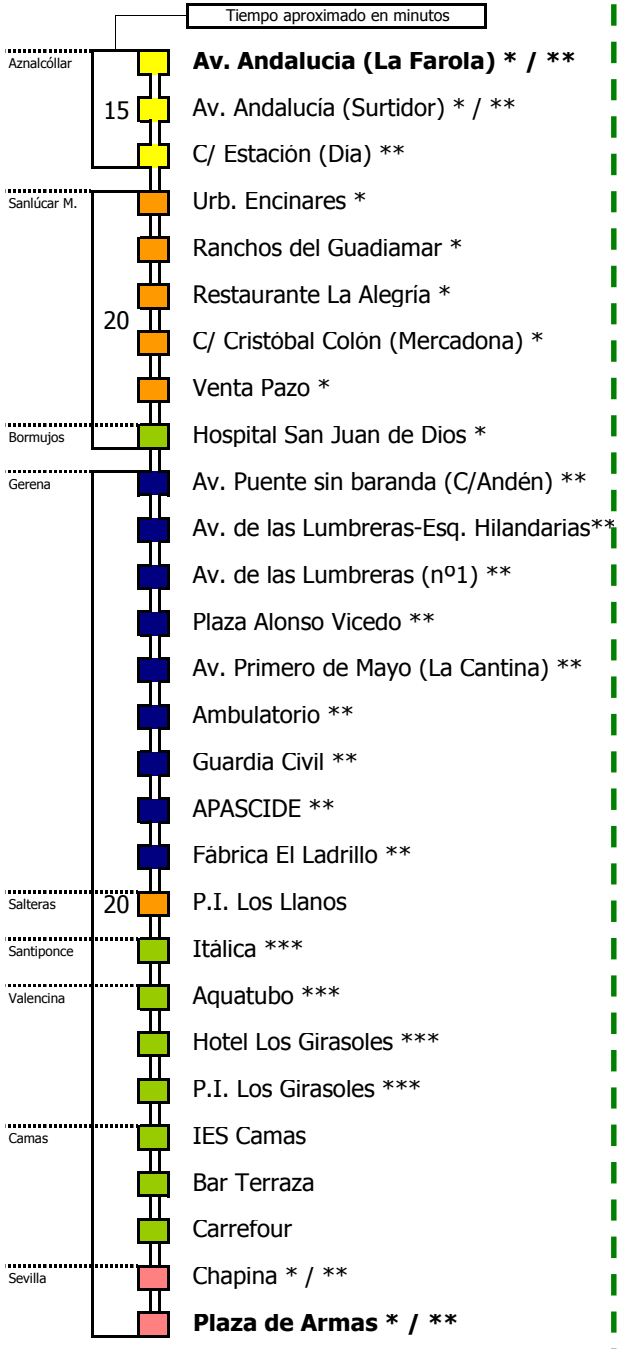 Tiempo aproximado en minutos
Aznalcóllar
Av. Andalucía (La Farola) * / **
15
Av. Andalucía (Surtidor) * / **
C/ Estación (Dia) **
Sanlúcar M.
Urb. Encinares *
Ranchos del Guadiamar *
Restaurante La Alegría *
20
C/ Cristóbal Colón (Mercadona) *
Venta Pazo *
Bormujos
Hospital San Juan de Dios *
Gerena
Av. Puente sin baranda (C/Andén) **
Av. de las Lumbreras-Esq. Hilandarias**
Av. de las Lumbreras (nº1) **
Plaza Alonso Vicedo **
Av. Primero de Mayo (La Cantina) **
Ambulatorio **
Guardia Civil **
APASCIDE **
Fábrica El Ladrillo **
Salteras
20
P.I. Los Llanos
Santiponce
Itálica ***
Valencina
Aquatubo ***
Hotel Los Girasoles ***
P.I. Los Girasoles ***
Camas
IES Camas
Bar Terraza
Carrefour
Sevilla
Chapina * / **
Plaza de Armas * / **